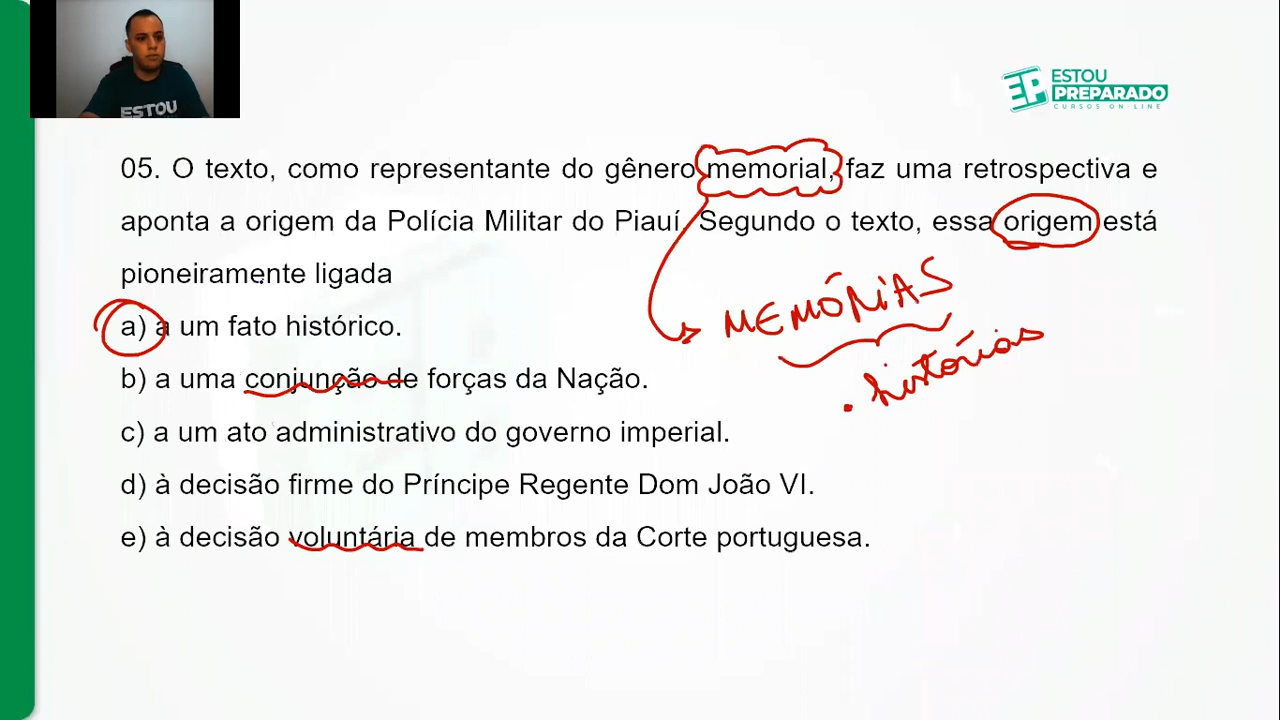 ESTOU
ESTOU
PREPARADO
CURSOS ON-LINE
05. O texto, como representante do gênero memorial, faz uma retrospectiva e
aponta a origem da Polícia Militar do Piauí. Segundo o texto, essa origem está
pioneiramente ligada
a) a um fato histórico.
MEMÓRIAS
b) a uma conjunção de forças da Nação.
• histórias
c) a um ato administrativo do governo imperial.
d) à decisão firme do Príncipe Regente Dom João VI.
e) à decisão voluntária de membros da Corte portuguesa.